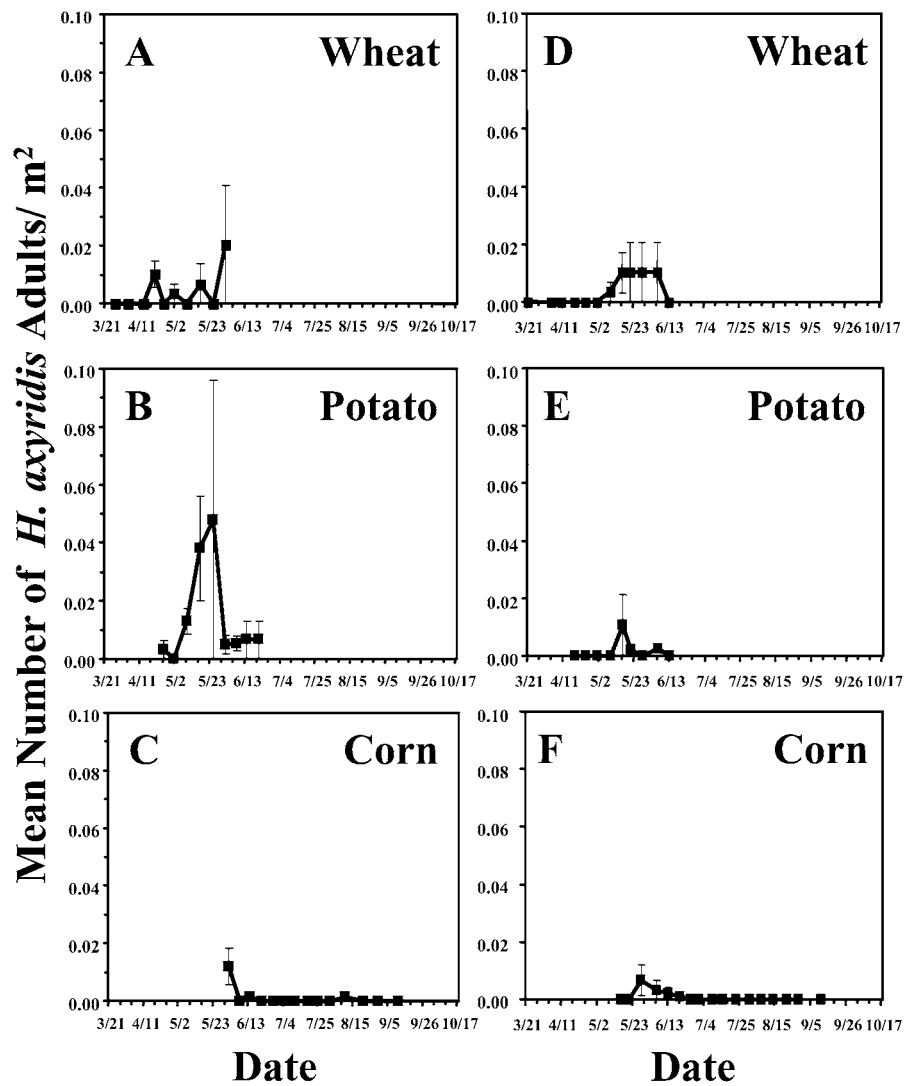 Mean Number of H. axyridis Adults/ m²
A Wheat
0.10
0.08
0.06
0.04
0.02
0.00
3/21 4/11 5/2 5/23 6/13 7/4 7/25 8/15 9/5 9/26 10/17
D Wheat
0.10
0.08
0.06
0.04
0.02
0.00
3/21 4/11 5/2 5/23 6/13 7/4 7/25 8/15 9/5 9/26 10/17
B Potato
0.10
0.08
0.06
0.04
0.02
0.00
3/21 4/11 5/2 5/23 6/13 7/4 7/25 8/15 9/5 9/26 10/17
E Potato
0.10
0.08
0.06
0.04
0.02
0.00
3/21 4/11 5/2 5/23 6/13 7/4 7/25 8/15 9/5 9/26 10/17
C Corn
0.10
0.08
0.06
0.04
0.02
0.00
3/21 4/11 5/2 5/23 6/13 7/4 7/25 8/15 9/5 9/26 10/17
F Corn
0.10
0.08
0.06
0.04
0.02
0.00
3/21 4/11 5/2 5/23 6/13 7/4 7/25 8/15 9/5 9/26 10/17
Date
Date